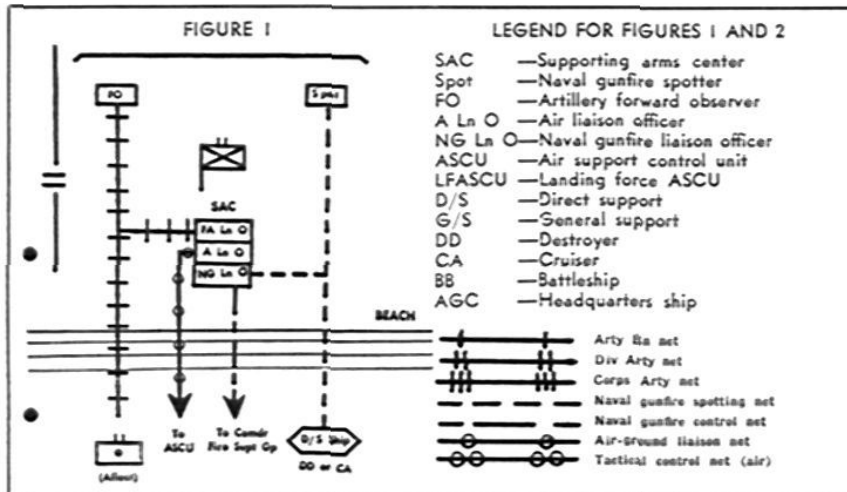 FIGURE 1
FO
Spot
SAC
FA Ln O
A Ln O
NG Ln O
BEACH
To
ASCU
To Comdr
Fire Supt Gp
D/S Ship
DD or CA
(Afloat)
LEGEND FOR FIGURES 1 AND 2
SAC —Supporting arms center
Spot —Naval gunfire spotter
FO —Artillery forward observer
A Ln O —Air liaison officer
NG Ln O—Naval gunfire liaison officer
ASCU —Air support control unit
LFASCU —Landing force ASCU
D/S —Direct support
G/S —General support
DD —Destroyer
CA —Cruiser
BB —Battleship
AGC —Headquarters ship
Arty Bn net
Div Arty net
Corps Arty net
Naval gunfire spotting net
Naval gunfire control net
Air-ground liaison net
Tactical control net (air)